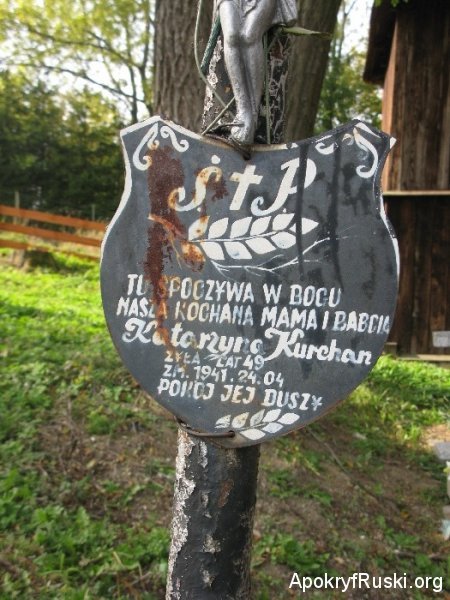 Ś † P
TU SPOCZYWA W BOGU
NASZA KOCHANA MAMA I BABCIA
Katarzyna Kurchan
ŻYŁA LAT 49
ZM. 1941. 24. 04
POKÓJ JEJ DUSZY
ApokryfRuski.org